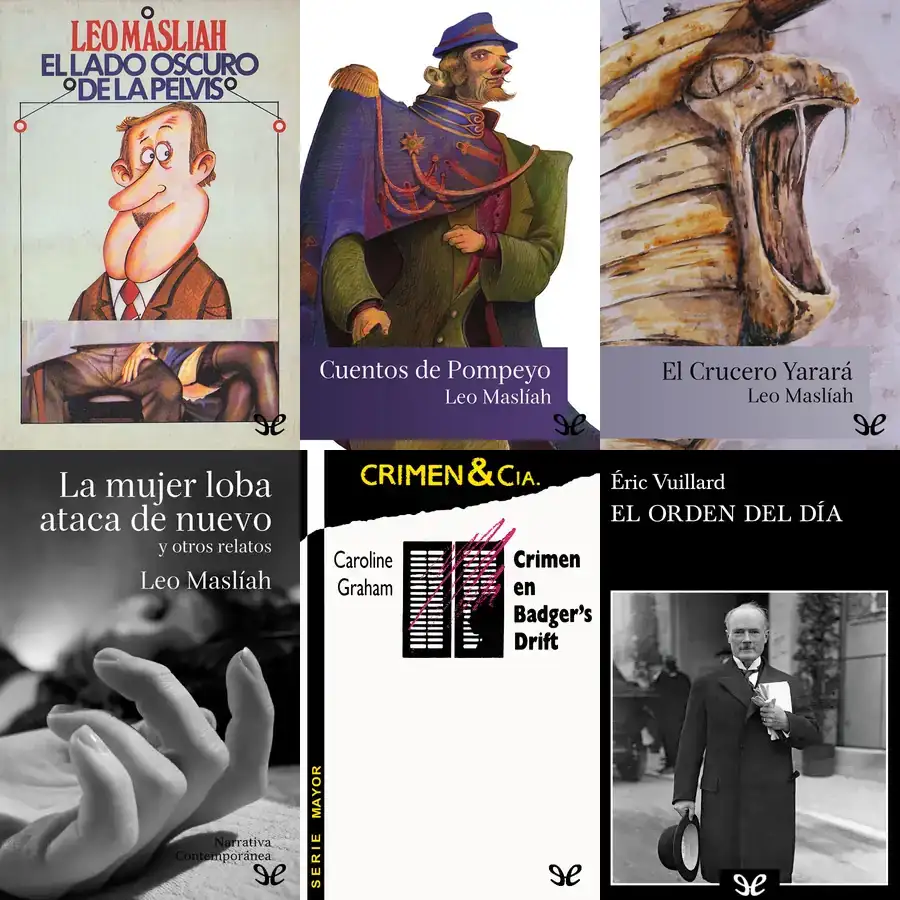 LEO MASLIAH
EL LADO OSCURO
DE LA PELVIS
Cuentos de Pompeyo
Leo Maslíah
El Crucero Yarará
Leo Maslíah
La mujer loba
ataca de nuevo
y otros relatos
Leo Maslíah
Narrativa
Contemporánea
CRIMEN & CIA.
Caroline
Graham
Crimen
en
Badger's
Drift
SERIE MAYOR
Éric Vuillard
EL ORDEN DEL DÍA